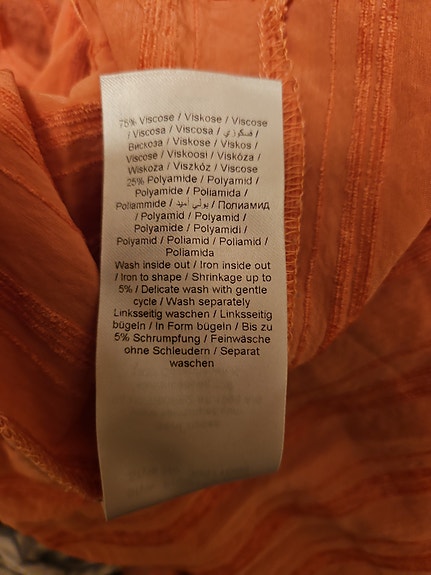 75% Viscose / Viskose / Viscose
/ Viscosa / Viscosa / فسكوزي /
Вискоза / Viskose / Viskos /
Viscose / Viskoosi / Viskóza /
Wiskoza / Viszkóz / Viscose
25% Polyamide / Polyamid /
Polyamide / Poliamida /
Poliammide / بولي أميد / Полиамид
/ Polyamid / Polyamid /
Polyamide / Polyamidi /
Polyamid / Poliamid / Poliamid /
Poliamida
Wash inside out / Iron inside out
/ Iron to shape / Shrinkage up to
5% / Delicate wash with gentle
cycle / Wash separately
Linksseitig waschen / Linksseitig
bügeln / In Form bügeln / Bis zu
5% Schrumpfung / Feinwäsche
ohne Schleudern / Separat
waschen